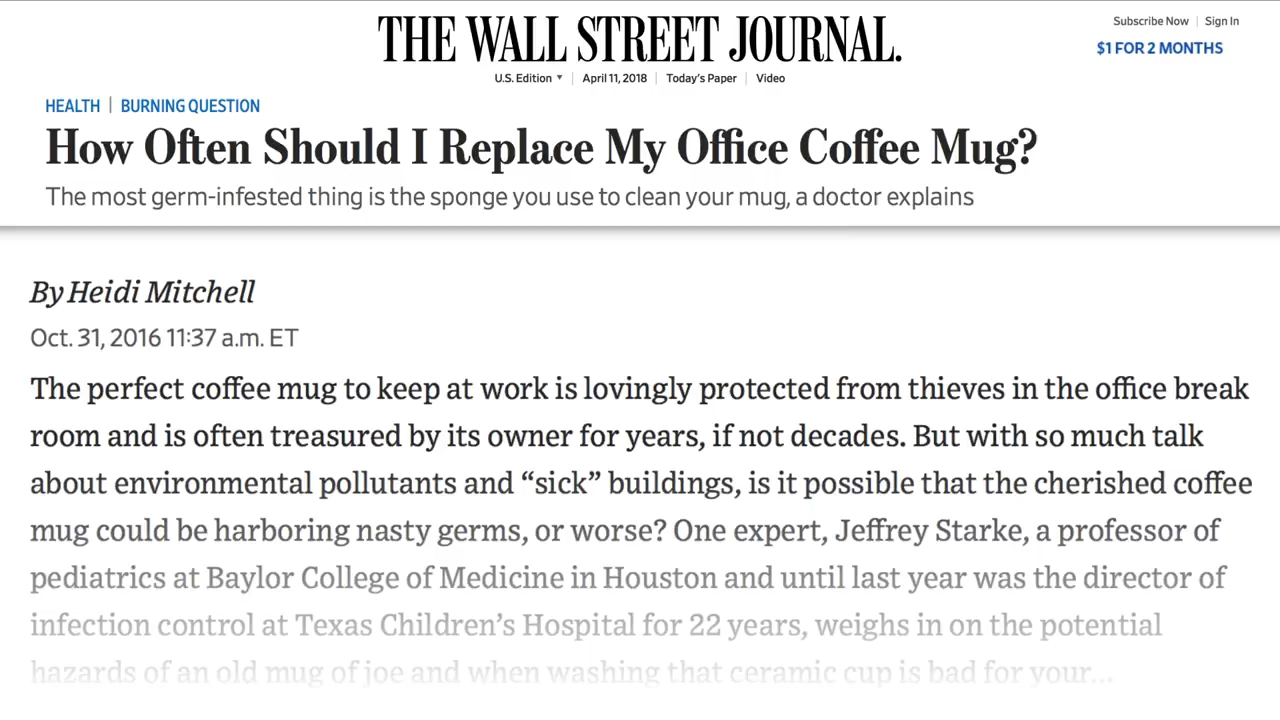 THE WALL STREET JOURNAL.
Subscribe Now | Sign In
$1 FOR 2 MONTHS
U.S. Edition ▼ | April 11, 2018 | Today's Paper | Video
HEALTH | BURNING QUESTION
How Often Should I Replace My Office Coffee Mug?
The most germ-infested thing is the sponge you use to clean your mug, a doctor explains
By Heidi Mitchell
Oct. 31, 2016 11:37 a.m. ET
The perfect coffee mug to keep at work is lovingly protected from thieves in the office break
room and is often treasured by its owner for years, if not decades. But with so much talk
about environmental pollutants and “sick” buildings, is it possible that the cherished coffee
mug could be harboring nasty germs, or worse? One expert, Jeffrey Starke, a professor of
pediatrics at Baylor College of Medicine in Houston and until last year was the director of
infection control at Texas Children’s Hospital for 22 years, weighs in on the potential
hazards of an old mug of joe and when washing that ceramic cup is bad for your...